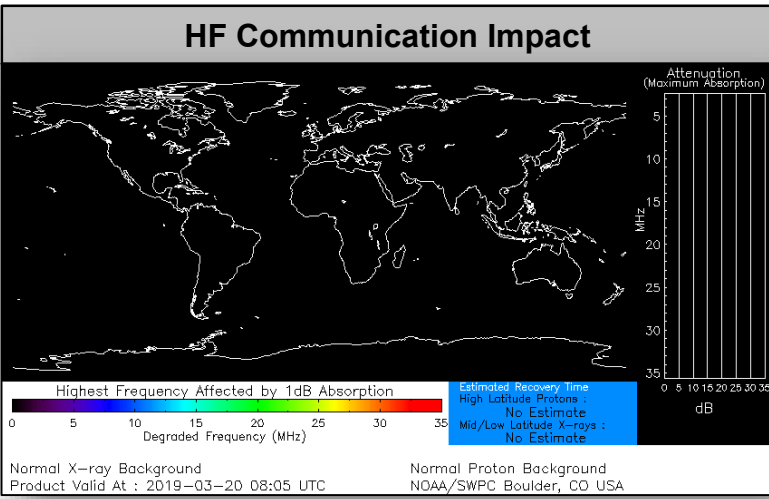 HF Communication Impact
Attenuation
(Maximum Absorption)
5
10
15
20
25
30
35
MHz
0 5 10 15 20 25 30 35
dB
Highest Frequency Affected by 1dB Absorption
0 5 10 15 20 25 30 35
Degraded Frequency (MHz)
Estimated Recovery Time
High Latitude Protons :
No Estimate
Mid/Low Latitude X-rays :
No Estimate
Normal X-ray Background
Normal Proton Background
Product Valid At : 2019-03-20 08:05 UTC
NOAA/SWPC Boulder, CO USA